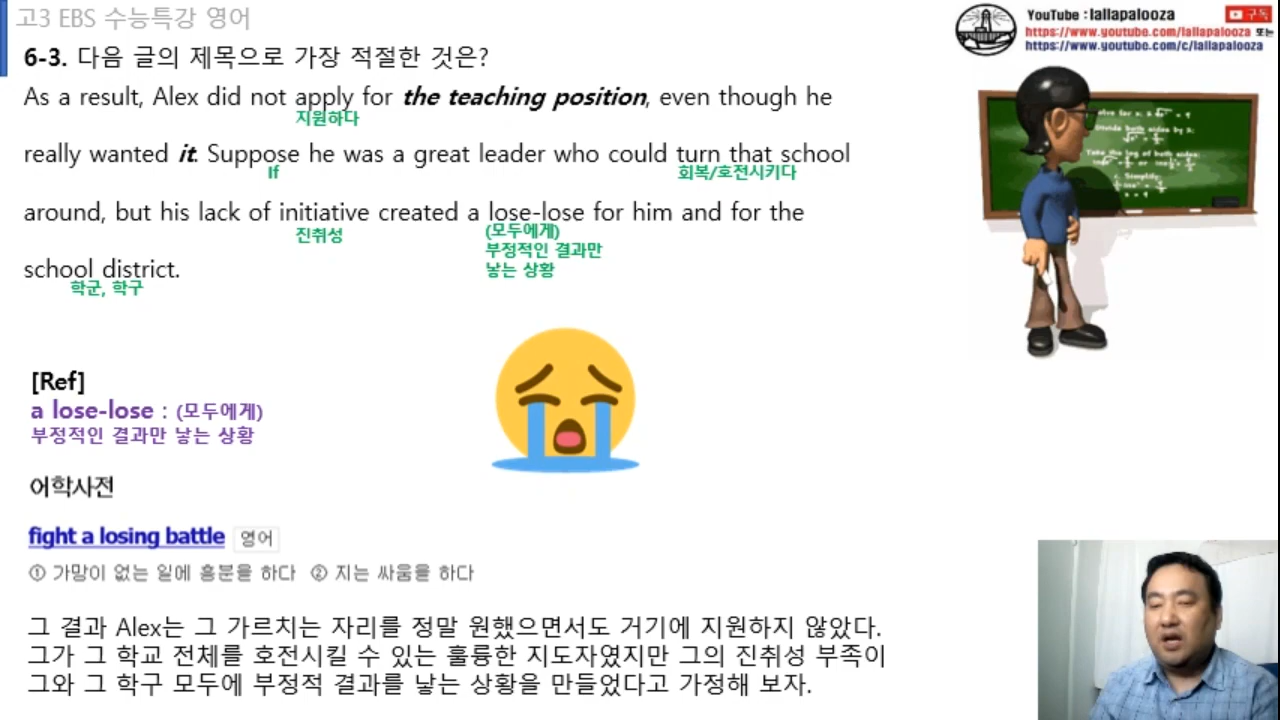 고3 EBS 수능특강 영어
YouTube : lallapalooza
구독
https://www.youtube.com/lallapalooza 또는
https://www.youtube.com/c/lallapalooza
6-3. 다음 글의 제목으로 가장 적절한 것은?
As a result, Alex did not apply for the teaching position, even though he
지원하다
really wanted it. Suppose he was a great leader who could turn that school
If 회복/호전시키다
around, but his lack of initiative created a lose-lose for him and for the
진취성 (모두에게)
부정적인 결과만
낳는 상황
school district.
학군, 학구
[Ref]
a lose-lose : (모두에게)
부정적인 결과만 낳는 상황
어학사전
fight a losing battle 영어
① 가망이 없는 일에 흥분을 하다 ② 지는 싸움을 하다
그 결과 Alex는 그 가르치는 자리를 정말 원했으면서도 거기에 지원하지 않았다.
그가 그 학교 전체를 호전시킬 수 있는 훌륭한 지도자였지만 그의 진취성 부족이
그와 그 학구 모두에 부정적 결과를 낳는 상황을 만들었다고 가정해 보자.